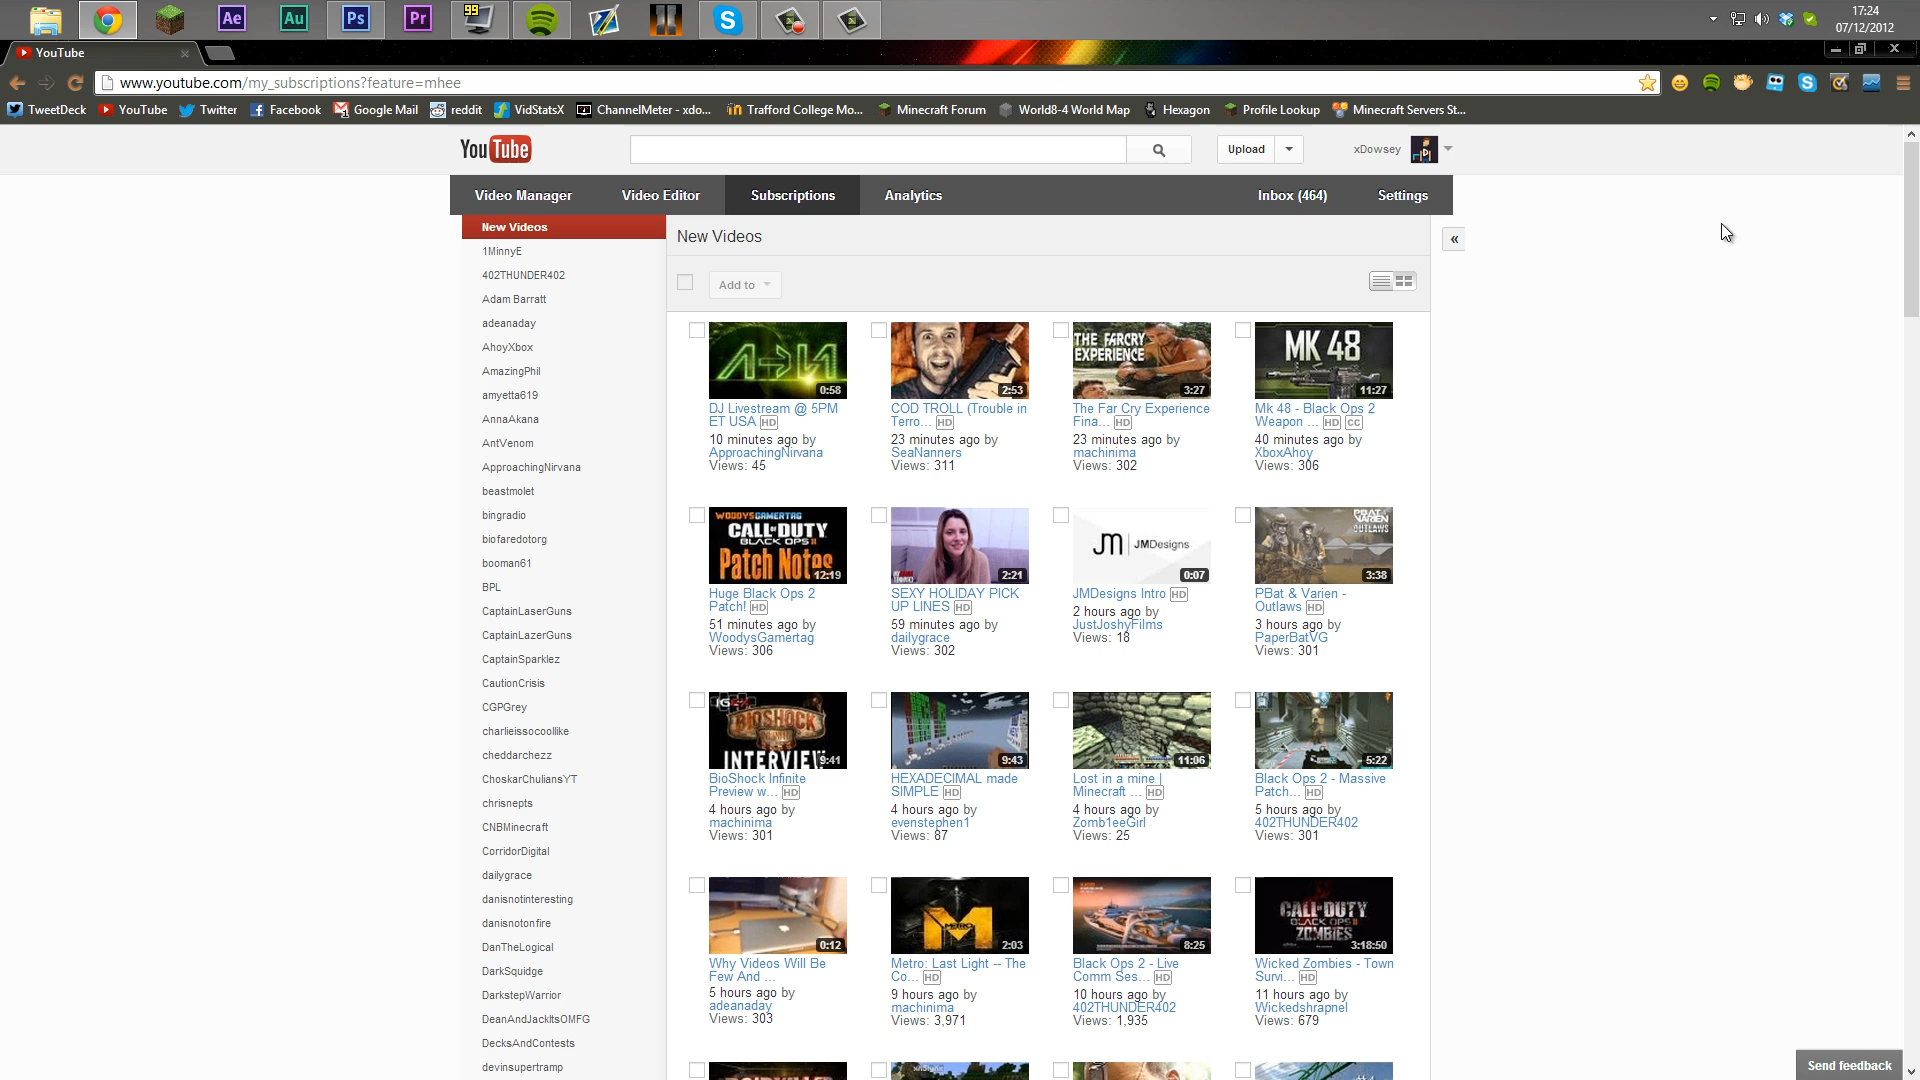 Ae
Au
Ps
Pr
99
17:24
07/12/2012
YouTube
www.youtube.com/my_subscriptions?feature=mhee
TweetDeck
YouTube
Twitter
Facebook
Google Mail
reddit
VidStatsX
ChannelMeter - xdo...
Trafford College Mo...
Minecraft Forum
World8-4 World Map
Hexagon
Profile Lookup
Minecraft Servers St...
YouTube
Upload
xDowsey
Video Manager
Video Editor
Subscriptions
Analytics
Inbox (464)
Settings
New Videos
1MinnyE
402THUNDER402
Adam Barratt
adeanaday
AhoyXbox
AmazingPhil
amyetta619
AnnaAkana
AntVenom
ApproachingNirvana
beastmolet
bingradio
biofaredotorg
booman61
BPL
CaptainLaserGuns
CaptainLazerGuns
CaptainSparklez
CautionCrisis
CGPGrey
charlieissocoollike
cheddarchezz
ChoskarChuliansYT
chrisnepts
CNBMinecraft
CorridorDigital
dailygrace
danisnotinteresting
danisnotonfire
DanTheLogical
DarkSquidge
DarkstepWarrior
DeanAndJackItsOMFG
DecksAndContests
devinsupertramp
New Videos
«
Add to
0:58
DJ Livestream @ 5PM
ET USA HD
10 minutes ago by
ApproachingNirvana
Views: 45
2:53
COD TROLL (Trouble in
Terro... HD
23 minutes ago by
SeaNanners
Views: 311
THE FARCRY
EXPERIENCE
3:27
The Far Cry Experience
Fina... HD
23 minutes ago by
machinima
Views: 302
MK 48
11:27
Mk 48 - Black Ops 2
Weapon ... HD CC
40 minutes ago by
XboxAhoy
Views: 306
WOODYSGAMERTAG
CALL OF DUTY
BLACK OPS II
Patch Notes
12:19
Huge Black Ops 2
Patch! HD
51 minutes ago by
WoodysGamertag
Views: 306
2:21
SEXY HOLIDAY PICK
UP LINES HD
59 minutes ago by
dailygrace
Views: 302
Jm JMDesigns
0:07
JMDesigns Intro HD
2 hours ago by
JustJoshyFilms
Views: 18
PBAT &
VARIEN
OUTLAWS
3:38
PBat & Varien -
Outlaws HD
3 hours ago by
PaperBatVG
Views: 301
BIOSHOCK
INTERVIEW
9:41
BioShock Infinite
Preview w... HD
4 hours ago by
machinima
Views: 301
9:43
HEXADECIMAL made
SIMPLE HD
4 hours ago by
evenstephen1
Views: 87
11:06
Lost in a mine |
Minecraft ... HD
4 hours ago by
Zomb1eeGirl
Views: 25
5:22
Black Ops 2 - Massive
Patch... HD
5 hours ago by
402THUNDER402
Views: 301
0:12
Why Videos Will Be
Few And ...
5 hours ago by
adeanaday
Views: 303
METRO
2:03
Metro: Last Light -- The
Co... HD
9 hours ago by
machinima
Views: 3,971
8:25
Black Ops 2 - Live
Comm Ses... HD
10 hours ago by
402THUNDER402
Views: 1,935
CALL OF DUTY
BLACK OPS II
ZOMBIES
3:18:50
Wicked Zombies - Town
Survi... HD
11 hours ago by
Wickedshrapnel
Views: 679
Send feedback